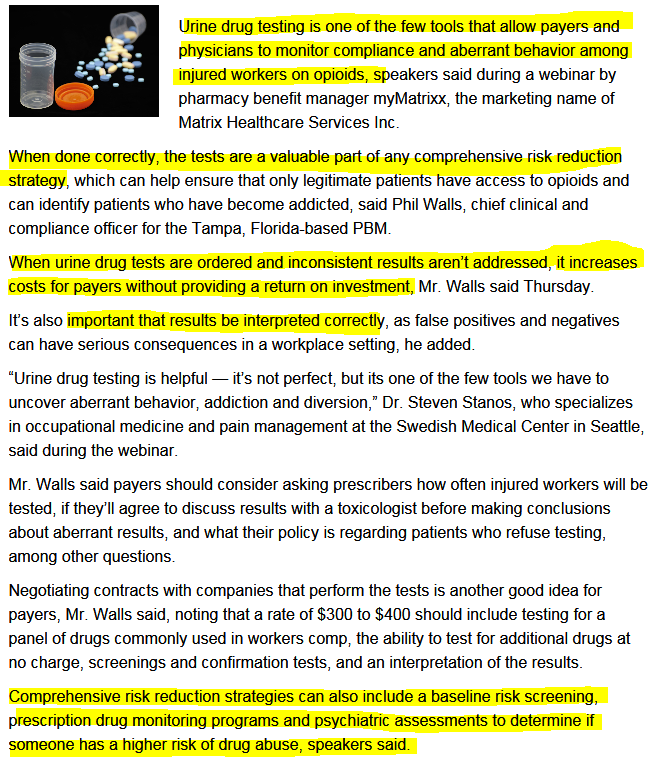 Urine drug testing is one of the few tools that allow payers and
physicians to monitor compliance and aberrant behavior among
injured workers on opioids, speakers said during a webinar by
pharmacy benefit manager myMatrixx, the marketing name of
Matrix Healthcare Services Inc.
When done correctly, the tests are a valuable part of any comprehensive risk reduction
strategy, which can help ensure that only legitimate patients have access to opioids and
can identify patients who have become addicted, said Phil Walls, chief clinical and
compliance officer for the Tampa, Florida-based PBM.
When urine drug tests are ordered and inconsistent results aren’t addressed, it increases
costs for payers without providing a return on investment, Mr. Walls said Thursday.
It’s also important that results be interpreted correctly, as false positives and negatives
can have serious consequences in a workplace setting, he added.
“Urine drug testing is helpful — it’s not perfect, but its one of the few tools we have to
uncover aberrant behavior, addiction and diversion,” Dr. Steven Stanos, who specializes
in occupational medicine and pain management at the Swedish Medical Center in Seattle,
said during the webinar.
Mr. Walls said payers should consider asking prescribers how often injured workers will be
tested, if they’ll agree to discuss results with a toxicologist before making conclusions
about aberrant results, and what their policy is regarding patients who refuse testing,
among other questions.
Negotiating contracts with companies that perform the tests is another good idea for
payers, Mr. Walls said, noting that a rate of $300 to $400 should include testing for a
panel of drugs commonly used in workers comp, the ability to test for additional drugs at
no charge, screenings and confirmation tests, and an interpretation of the results.
Comprehensive risk reduction strategies can also include a baseline risk screening,
prescription drug monitoring programs and psychiatric assessments to determine if
someone has a higher risk of drug abuse, speakers said.